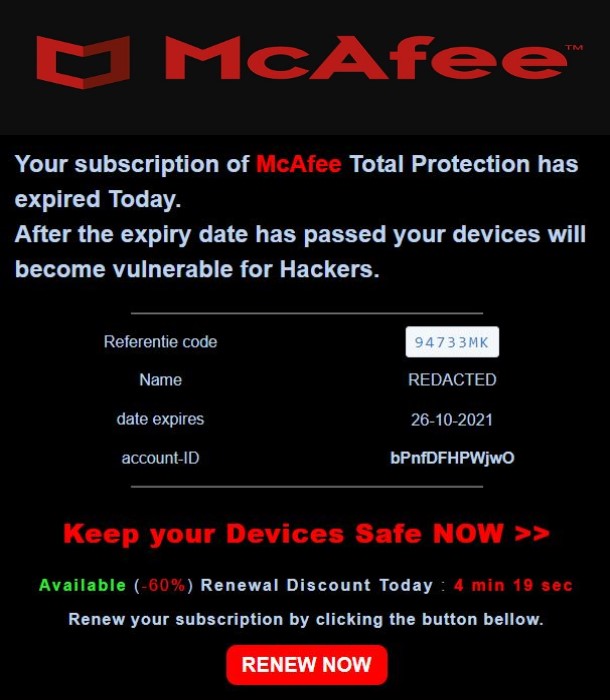 McAfee™
Your subscription of McAfee Total Protection has
expired Today.
After the expiry date has passed your devices will
become vulnerable for Hackers.
Referentie code 94733MK
Name REDACTED
date expires 26-10-2021
account-ID bPnfDFHPWjwO
Keep your Devices Safe NOW >>
Available (-60%) Renewal Discount Today : 4 min 19 sec
Renew your subscription by clicking the button bellow.
RENEW NOW